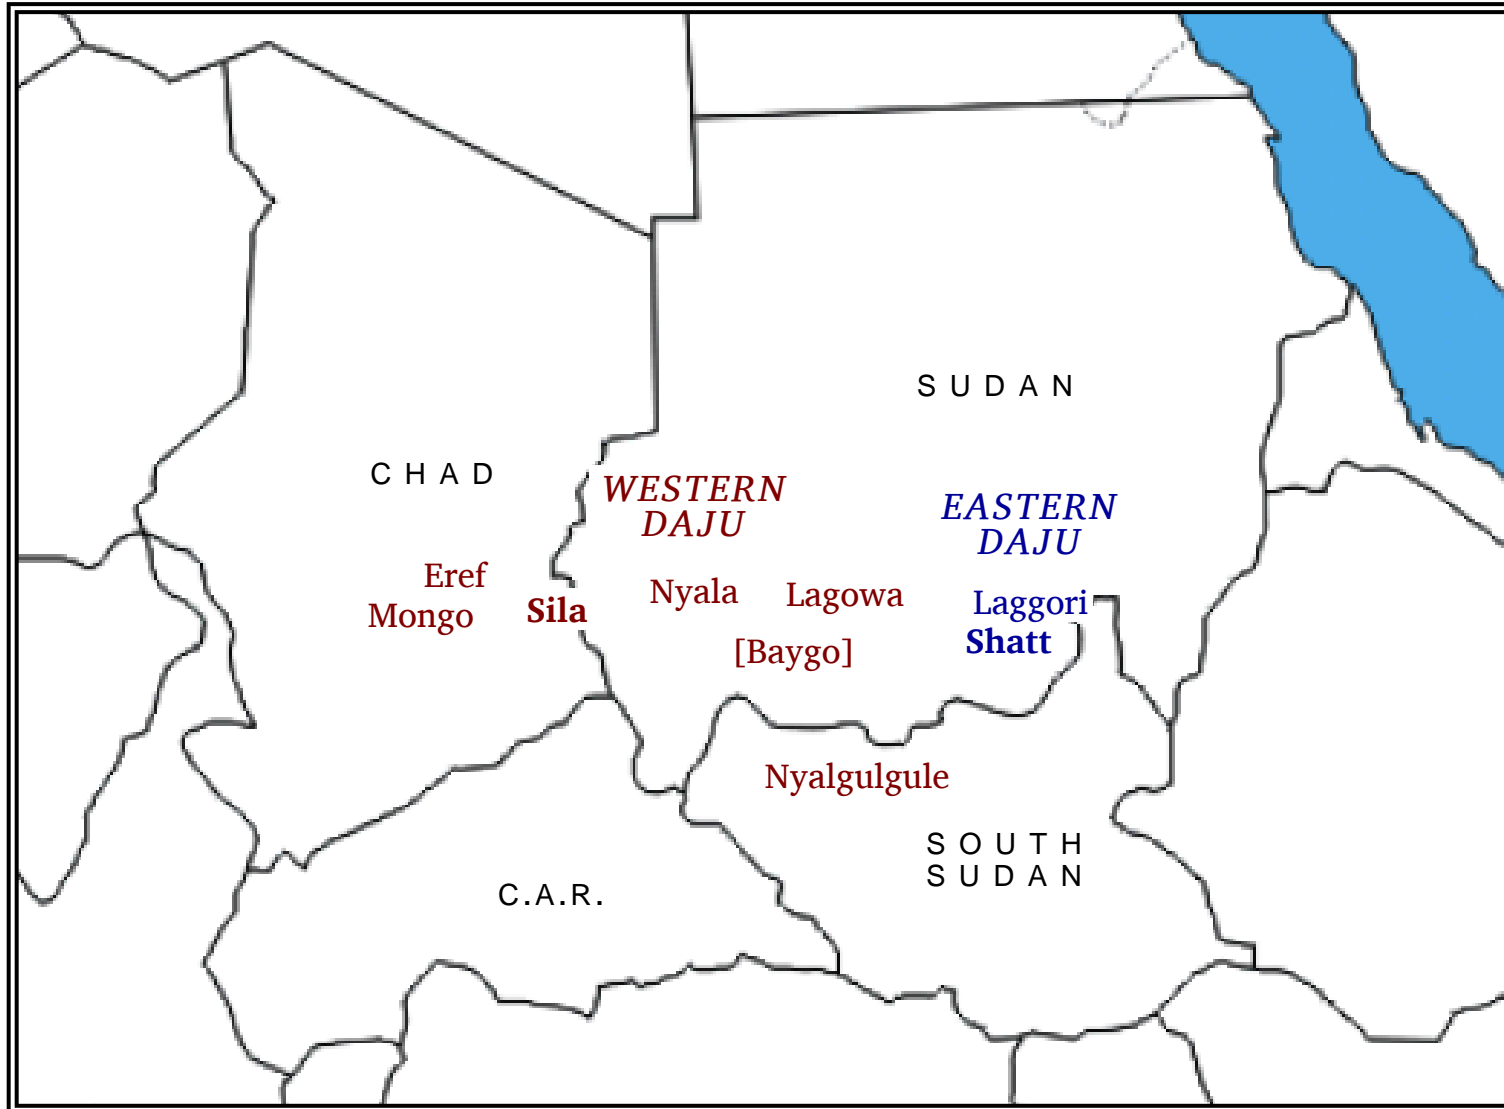 SUDAN
CHAD
WESTERN
DAJU
EASTERN
DAJU
Eref
Mongo
Sila
Nyala
Lagowa
[Baygo]
Laggori
Shatt
Nyalgulgule
SOUTH
SUDAN
C.A.R.